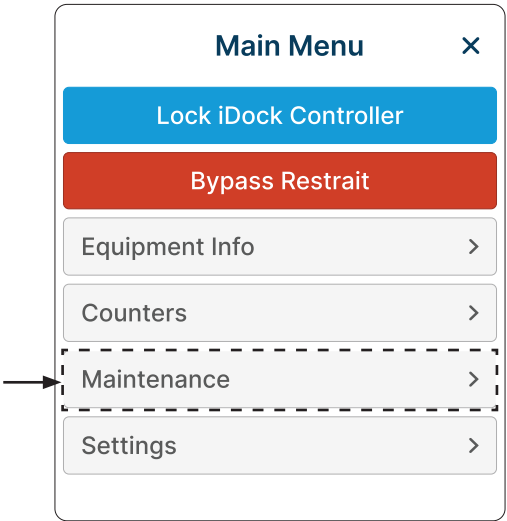 Main Menu
Lock iDock Controller
Bypass Restrait
Equipment Info
Counters
Maintenance
Settings